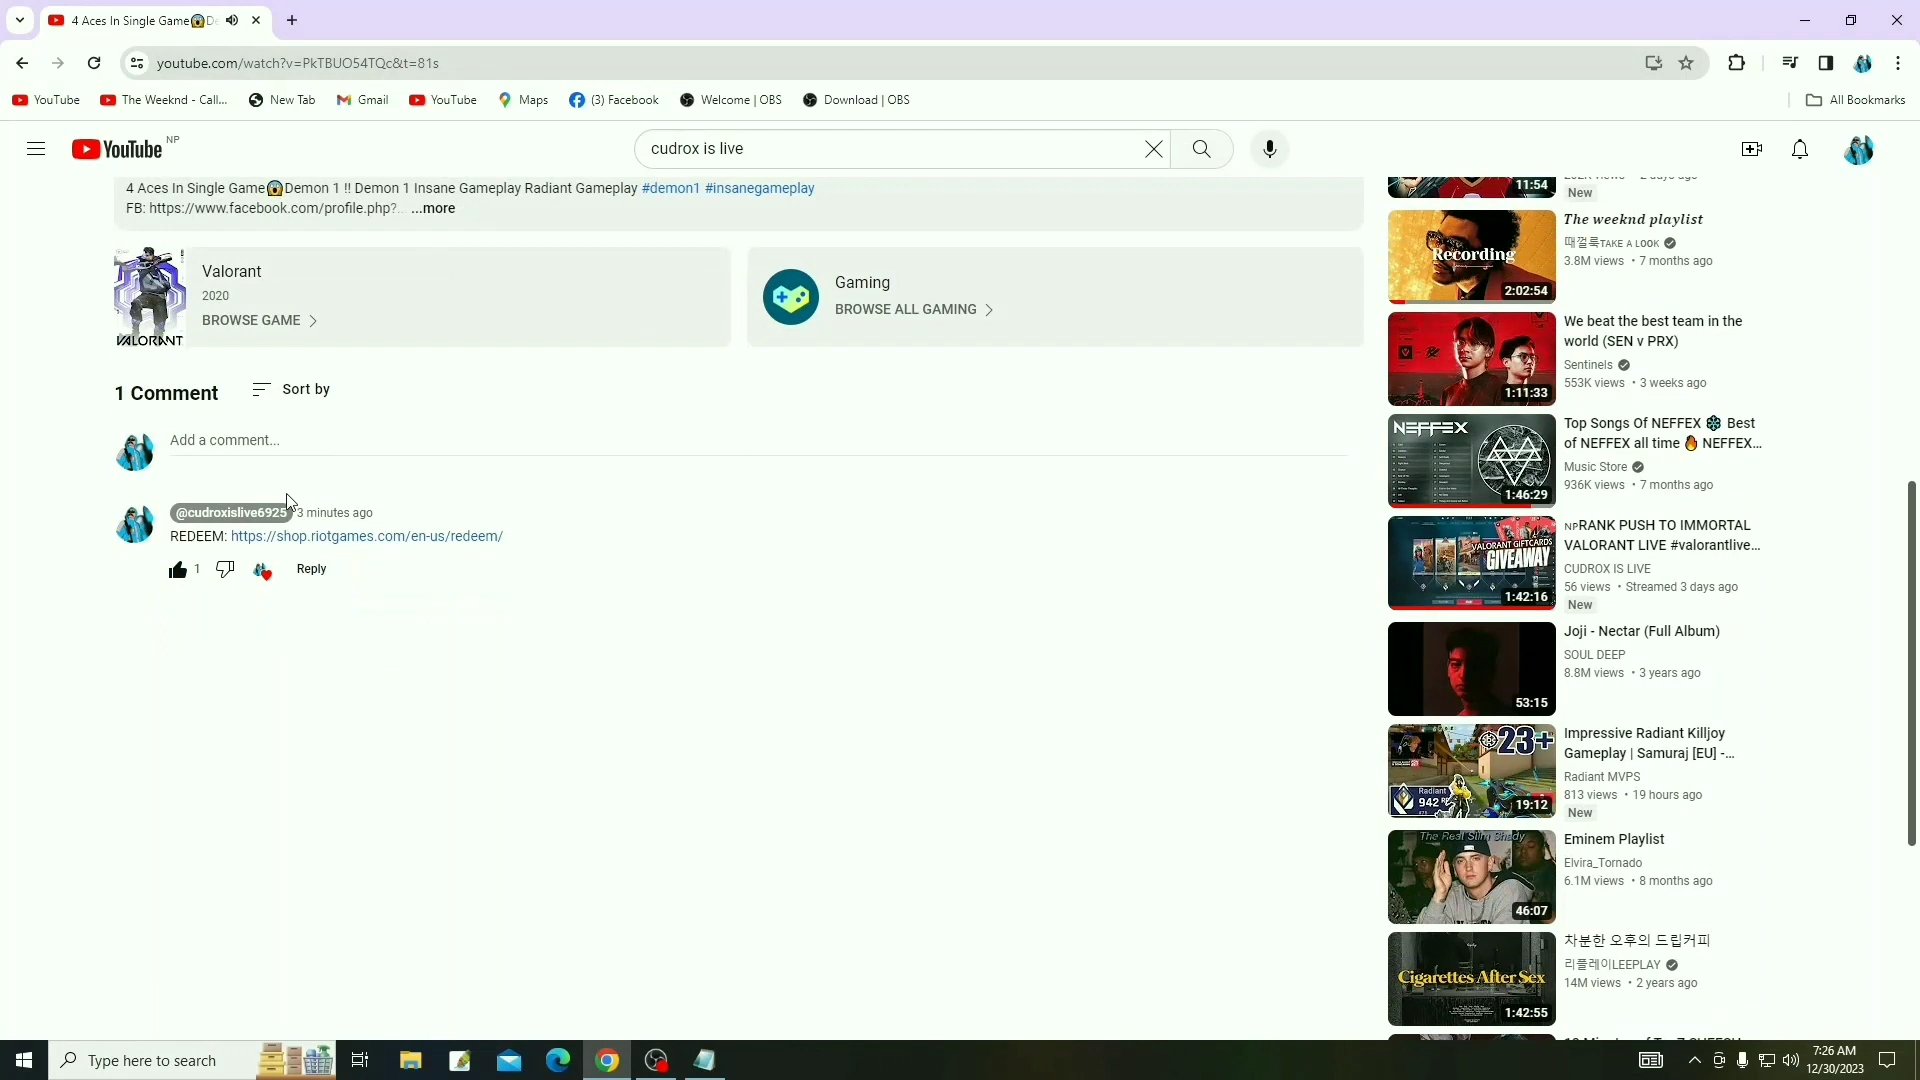 4 Aces In Single Game😱De
youtube.com/watch?v=PkTBUO54TQc&t=81s
YouTube
The Weeknd - Call...
New Tab
Gmail
YouTube
Maps
(3) Facebook
Welcome | OBS
Download | OBS
All Bookmarks
YouTube NP
cudrox is live
4 Aces In Single Game😱Demon 1 !! Demon 1 Insane Gameplay Radiant Gameplay #demon1 #insanegameplay
FB: https://www.facebook.com/profile.php?... ...more
VALORANT
Valorant
2020
BROWSE GAME
Gaming
BROWSE ALL GAMING
1 Comment
Sort by
Add a comment...
@cudroxislive6925 3 minutes ago
REDEEM: https://shop.riotgames.com/en-us/redeem/
1
Reply
11:54
New
Recording
2:02:54
The weeknd playlist
때껄룩TAKE A LOOK
3.8M views • 7 months ago
1:11:33
We beat the best team in the
world (SEN v PRX)
Sentinels
553K views • 3 weeks ago
NEFFEX
1:46:29
Top Songs Of NEFFEX ❄ Best
of NEFFEX all time 🔥 NEFFEX...
Music Store
936K views • 7 months ago
VALORANT GIFTCARDS
GIVEAWAY
1:42:16
NPRANK PUSH TO IMMORTAL
VALORANT LIVE #valorantlive...
CUDROX IS LIVE
56 views • Streamed 3 days ago
New
53:15
Joji - Nectar (Full Album)
SOUL DEEP
8.8M views • 3 years ago
23+
Radiant
942 RR
19:12
Impressive Radiant Killjoy
Gameplay | Samuraj [EU] -...
Radiant MVPS
813 views • 19 hours ago
New
The Real Slim Shady
46:07
Eminem Playlist
Elvira_Tornado
6.1M views • 8 months ago
Cigarettes After Sex
1:42:55
차분한 오후의 드립커피
리플레이LEEPLAY
14M views • 2 years ago
Type here to search
7:26 AM
12/30/2023